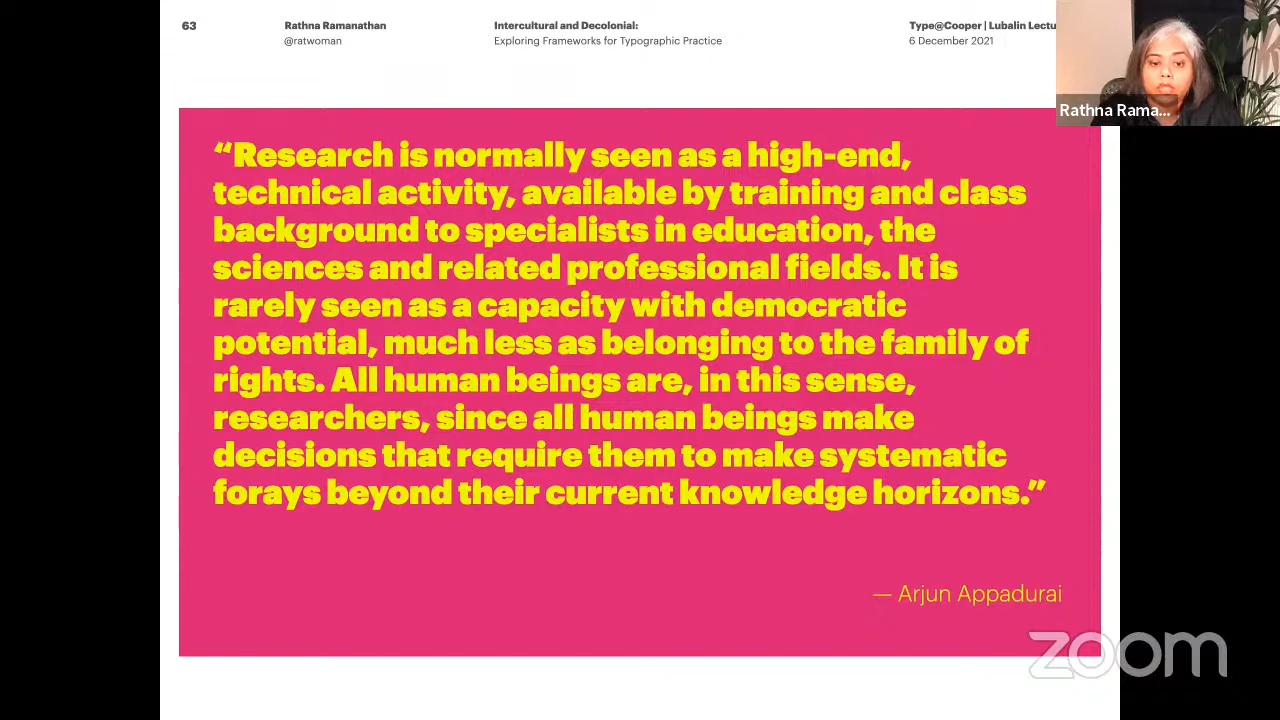 63
Rathna Ramanathan
@ratwoman
Intercultural and Decolonial:
Exploring Frameworks for Typographic Practice
Type@Cooper | Lubalin Lectu
6 December 2021
Rathna Rama...
“Research is normally seen as a high-end,
technical activity, available by training and class
background to specialists in education, the
sciences and related professional fields. It is
rarely seen as a capacity with democratic
potential, much less as belonging to the family of
rights. All human beings are, in this sense,
researchers, since all human beings make
decisions that require them to make systematic
forays beyond their current knowledge horizons.”
— Arjun Appadurai
zoom